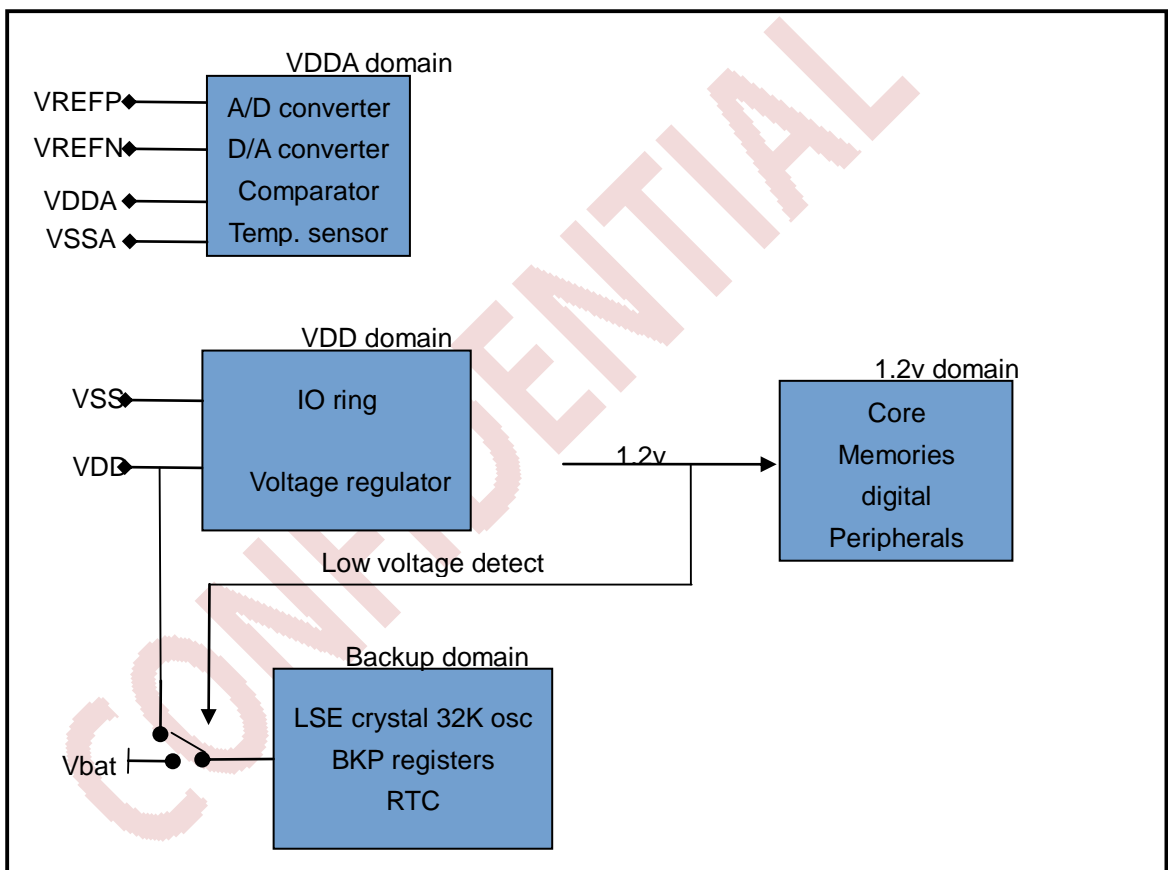 VDDA domain
VREFP
VREFN
VDDA
VSSA
A/D converter
D/A converter
Comparator
Temp. sensor
VDD domain
VSS
VDD
IO ring
Voltage regulator
1.2v
1.2v domain
Core
Memories
digital
Peripherals
Low voltage detect
Backup domain
Vbat
LSE crystal 32K osc
BKP registers
RTC
CONFIDENTIAL